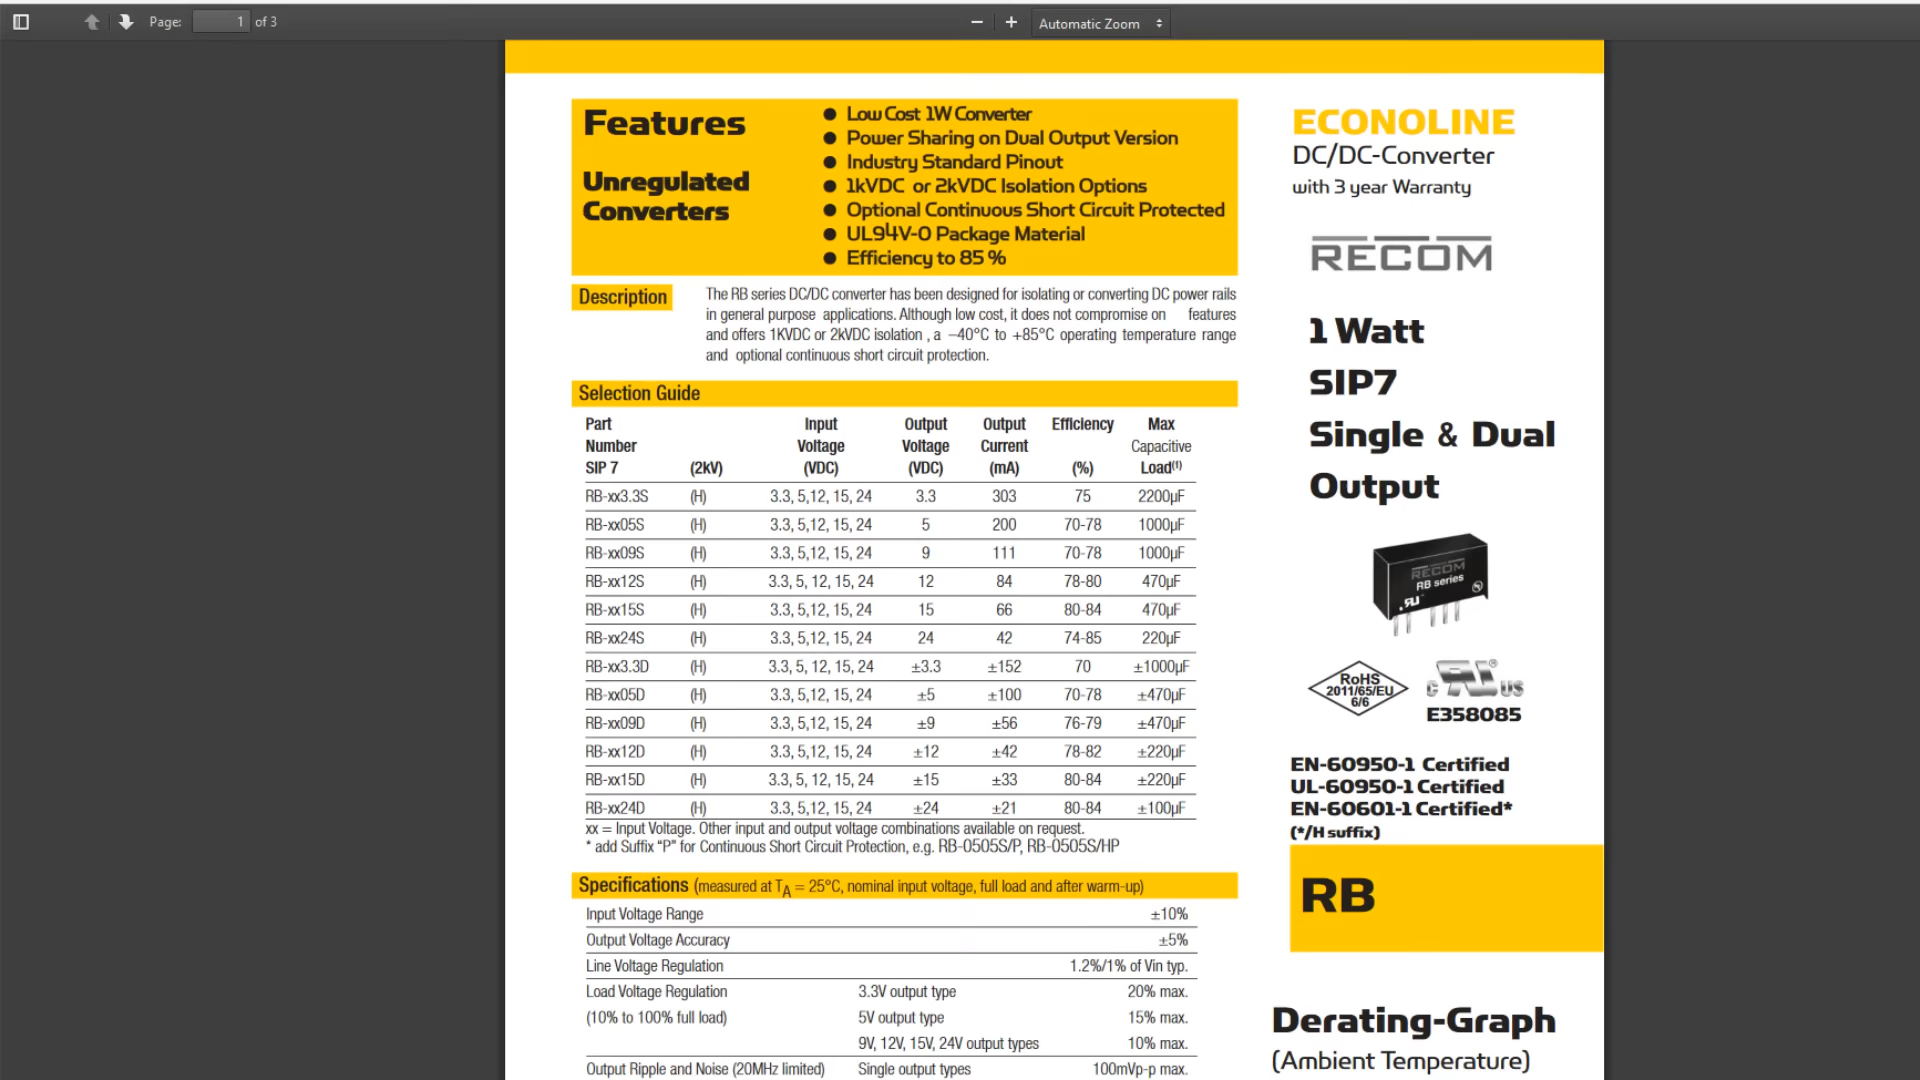 Page: 1 of 3
Automatic Zoom
Features
Unregulated
Converters
Low Cost 1W Converter
Power Sharing on Dual Output Version
Industry Standard Pinout
1kVDC or 2kVDC Isolation Options
Optional Continuous Short Circuit Protected
UL94V-0 Package Material
Efficiency to 85 %
Description
The RB series DC/DC converter has been designed for isolating or converting DC power rails
in general purpose applications. Although low cost, it does not compromise on features
and offers 1KVDC or 2kVDC isolation , a –40°C to +85°C operating temperature range
and optional continuous short circuit protection.
Selection Guide
Part Input Output Output Efficiency Max
Number Voltage Voltage Current Capacitive
SIP 7 (2kV) (VDC) (VDC) (mA) (%) Load(1)
RB-xx3.3S (H) 3.3, 5,12, 15, 24 3.3 303 75 2200µF
RB-xx05S (H) 3.3, 5,12, 15, 24 5 200 70-78 1000µF
RB-xx09S (H) 3.3, 5,12, 15, 24 9 111 70-78 1000µF
RB-xx12S (H) 3.3, 5, 12, 15, 24 12 84 78-80 470µF
RB-xx15S (H) 3.3, 5,12, 15, 24 15 66 80-84 470µF
RB-xx24S (H) 3.3, 5,12, 15, 24 24 42 74-85 220µF
RB-xx3.3D (H) 3.3, 5, 12, 15, 24 ±3.3 ±152 70 ±1000µF
RB-xx05D (H) 3.3, 5, 12, 15, 24 ±5 ±100 70-78 ±470µF
RB-xx09D (H) 3.3, 5,12, 15, 24 ±9 ±56 76-79 ±470µF
RB-xx12D (H) 3.3, 5,12, 15, 24 ±12 ±42 78-82 ±220µF
RB-xx15D (H) 3.3, 5, 12, 15, 24 ±15 ±33 80-84 ±220µF
RB-xx24D (H) 3.3, 5,12, 15, 24 ±24 ±21 80-84 ±100µF
xx = Input Voltage. Other input and output voltage combinations available on request.
* add Suffix “P” for Continuous Short Circuit Protection, e.g. RB-0505S/P, RB-0505S/HP
Specifications (measured at TA = 25°C, nominal input voltage, full load and after warm-up)
Input Voltage Range ±10%
Output Voltage Accuracy ±5%
Line Voltage Regulation 1.2%/1% of Vin typ.
Load Voltage Regulation 3.3V output type 20% max.
(10% to 100% full load) 5V output type 15% max.
9V, 12V, 15V, 24V output types 10% max.
Output Ripple and Noise (20MHz limited) Single output types 100mVp-p max.
ECONOLINE
DC/DC-Converter
with 3 year Warranty
RECOM
1 Watt
SIP7
Single & Dual
Output
RECOM
RB series
RoHS
2011/65/EU
6/6
c US
E358085
EN-60950-1 Certified
UL-60950-1 Certified
EN-60601-1 Certified*
(*/H suffix)
RB
Derating-Graph
(Ambient Temperature)